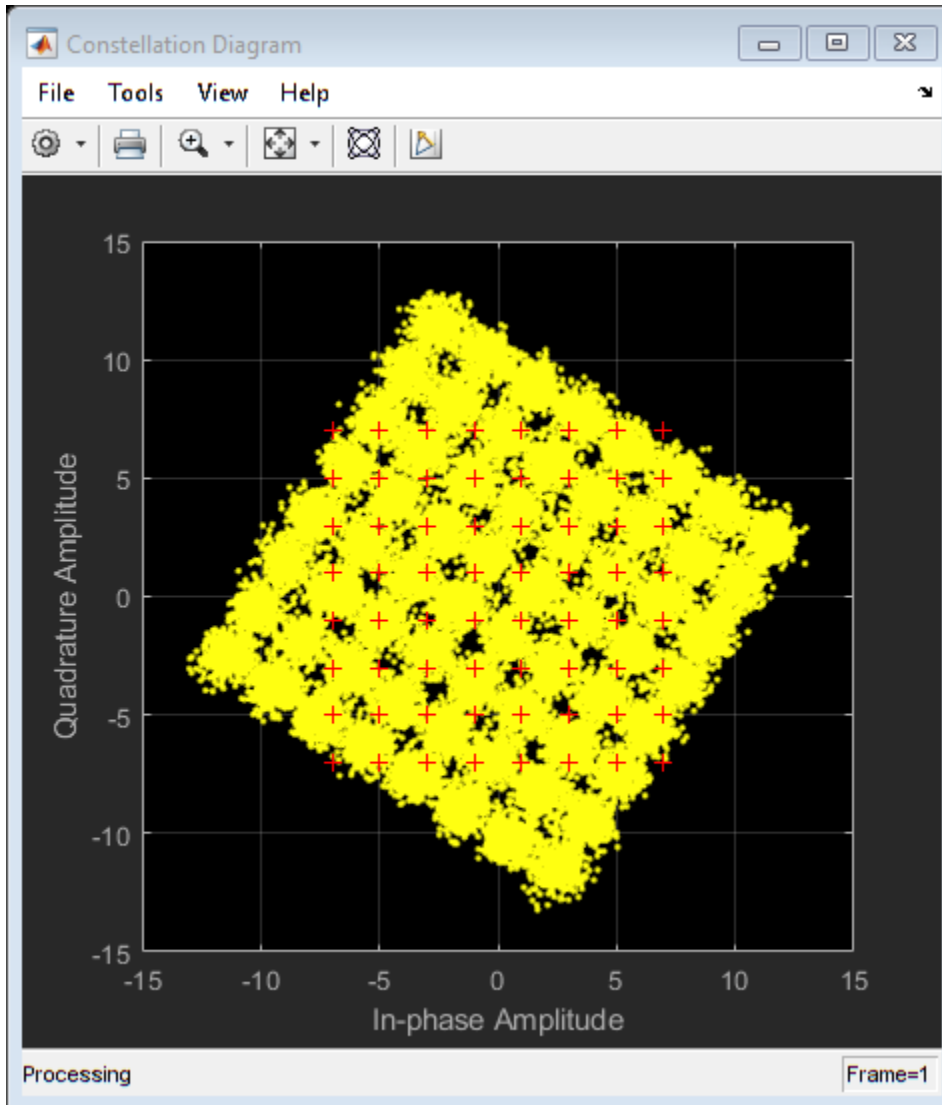 Constellation Diagram
File Tools View Help
15
10
5
0
-5
-10
-15
Quadrature Amplitude
-15 -10 -5 0 5 10 15
In-phase Amplitude
Processing Frame=1